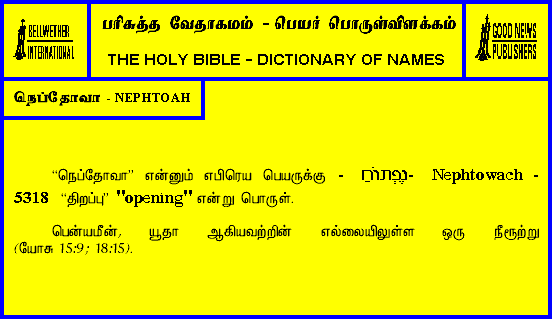 BELLWETHER
INTERNATIONAL
பரிசுத்த வேதாகமம் - பெயர் பொருள்விளக்கம்
THE HOLY BIBLE - DICTIONARY OF NAMES
GOOD NEWS
PUBLISHERS
நெப்தோவா - NEPHTOAH
“நெப்தோவா” என்னும் எபிரெய பெயருக்கு - - Nephtowach -
5318 “திறப்பு” "opening" என்று பொருள்.
பென்யமீன், யூதா ஆகியவற்றின் எல்லையிலுள்ள ஒரு நீரூற்று
(யோசு 15:9; 18:15).